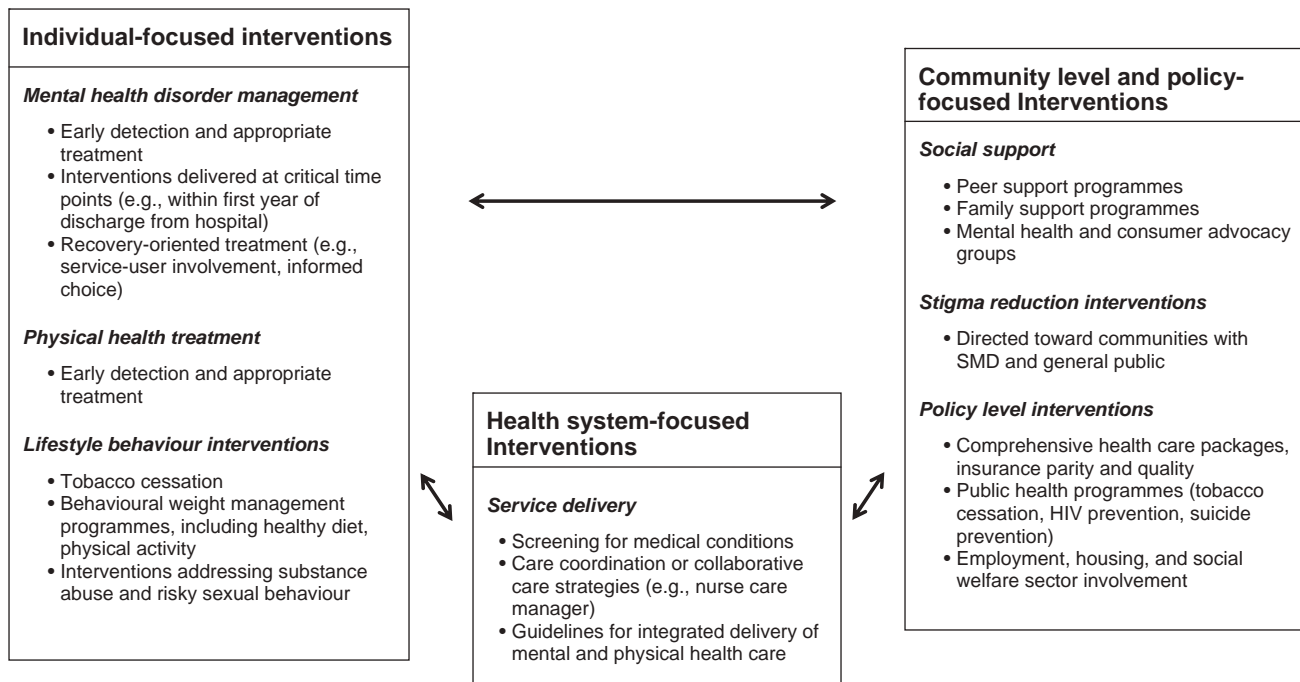 Individual-focused interventions
Mental health disorder management
• Early detection and appropriate
treatment
• Interventions delivered at critical time
points (e.g., within first year of
discharge from hospital)
• Recovery-oriented treatment (e.g.,
service-user involvement, informed
choice)
Physical health treatment
• Early detection and appropriate
treatment
Lifestyle behaviour interventions
• Tobacco cessation
• Behavioural weight management
programmes, including healthy diet,
physical activity
• Interventions addressing substance
abuse and risky sexual behaviour
Health system-focused
Interventions
Service delivery
• Screening for medical conditions
• Care coordination or collaborative
care strategies (e.g., nurse care
manager)
• Guidelines for integrated delivery of
mental and physical health care
Community level and policy-
focused Interventions
Social support
• Peer support programmes
• Family support programmes
• Mental health and consumer advocacy
groups
Stigma reduction interventions
• Directed toward communities with
SMD and general public
Policy level interventions
• Comprehensive health care packages,
insurance parity and quality
• Public health programmes (tobacco
cessation, HIV prevention, suicide
prevention)
• Employment, housing, and social
welfare sector involvement